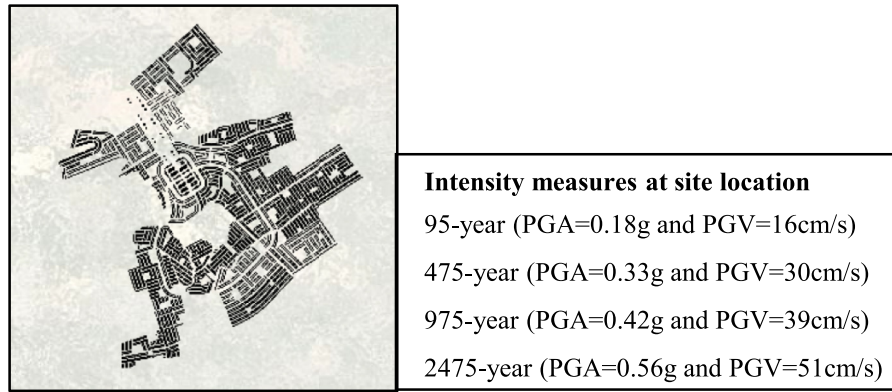 Intensity measures at site location
95-year (PGA=0.18g and PGV=16cm/s)
475-year (PGA=0.33g and PGV=30cm/s)
975-year (PGA=0.42g and PGV=39cm/s)
2475-year (PGA=0.56g and PGV=51cm/s)